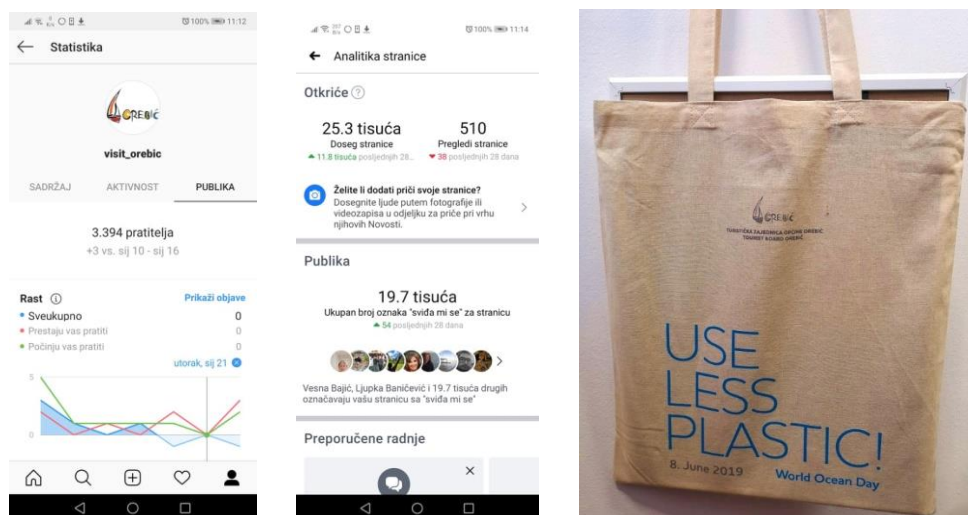 100% 11:12
Statistika
OREBIĆ
visit_orebic
SADRŽAJ AKTIVNOST PUBLIKA
3.394 pratitelja
+3 vs. sij 10 - sij 16
Rast Prikaži objave
Sveukupno 0
Prestaju vas pratiti 0
Počinju vas pratiti 0
utorak, sij 21
5
0
100% 11:14
Analitika stranice
Otkriće
25.3 tisuća 510
Doseg stranice Pregledi stranice
11.8 tisuća posljednjih 28... 38 posljednjih 28 dana
Želite li dodati priči svoje stranice?
Dosegnite ljude putem fotografije ili
videozapisa u odjeljku za priče pri vrhu
njihovih Novosti.
Publika
19.7 tisuća
Ukupan broj oznaka "sviđa mi se" za stranicu
54 posljednjih 28 dana
Vesna Bajić, Ljupka Baničević i 19.7 tisuća drugih
označavaju vašu stranicu sa "sviđa mi se"
Preporučene radnje
OREBIĆ
TURISTIČKA ZAJEDNICA OPĆINE OREBIĆ
TOURIST BOARD OREBIĆ
USE
LESS
PLASTIC!
8. June 2019
World Ocean Day